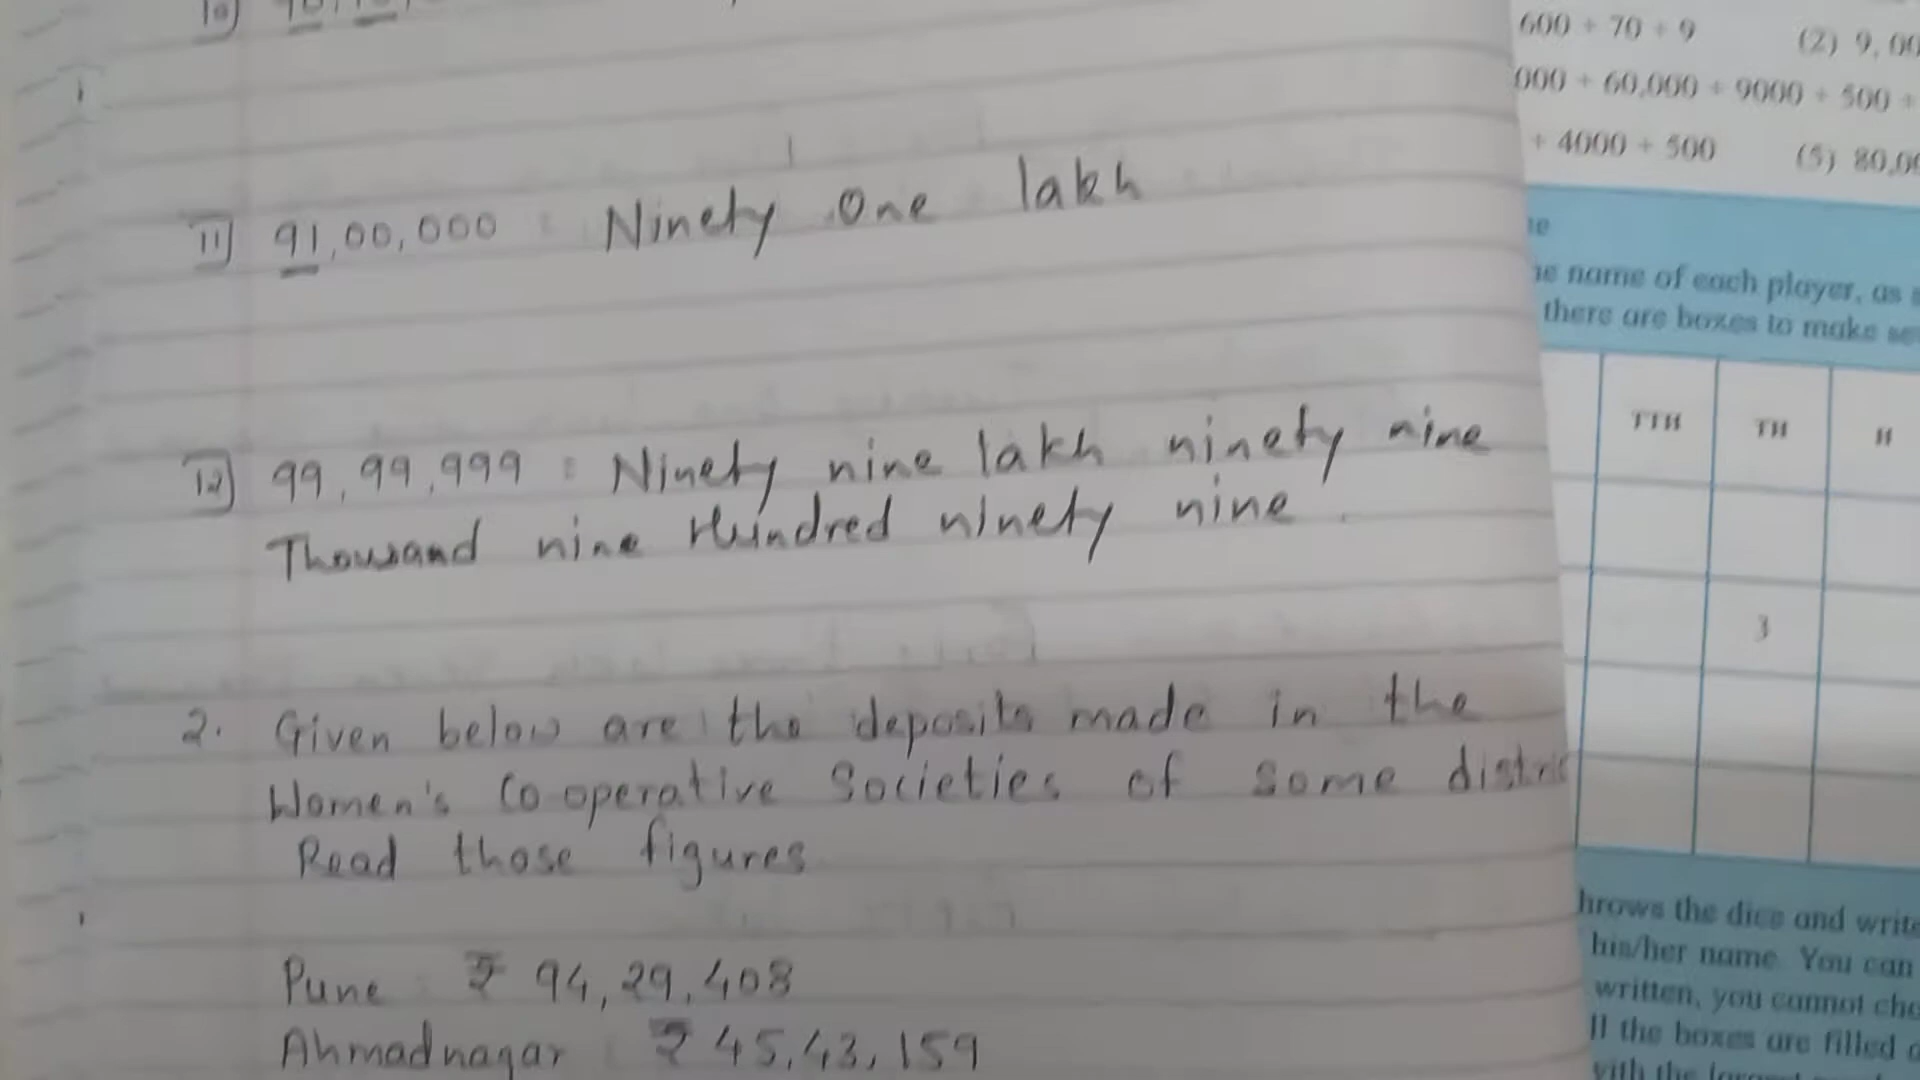 11) 91,00,000 : Ninety One lakh
12) 99,99,999 : Ninety nine lakh ninety nine
Thousand nine Hundred ninety nine.
2. Given below are the deposits made in the
Women's Co operative Societies of some distric
Read those figures
Pune : ₹ 94,29,408
Ahmadnagar : ₹ 45,43,159
600 + 70 + 9 (2) 9,00
000 + 60,000 + 9000 + 500 +
+ 4000 + 500 (5) 80,00
name of each player, as
there are boxes to make se
TTH TH H
3
hrows the dice and write
his/her name. You can
written, you cannot che
ll the boxes are filled